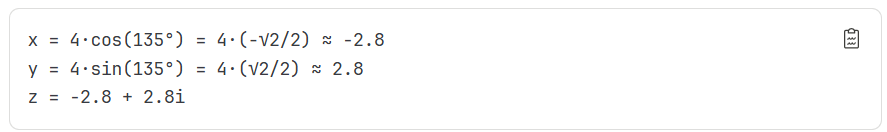 x = 4·cos(135°) = 4·(-√2/2) ≈ -2.8
y = 4·sin(135°) = 4·(√2/2) ≈ 2.8
z = -2.8 + 2.8i